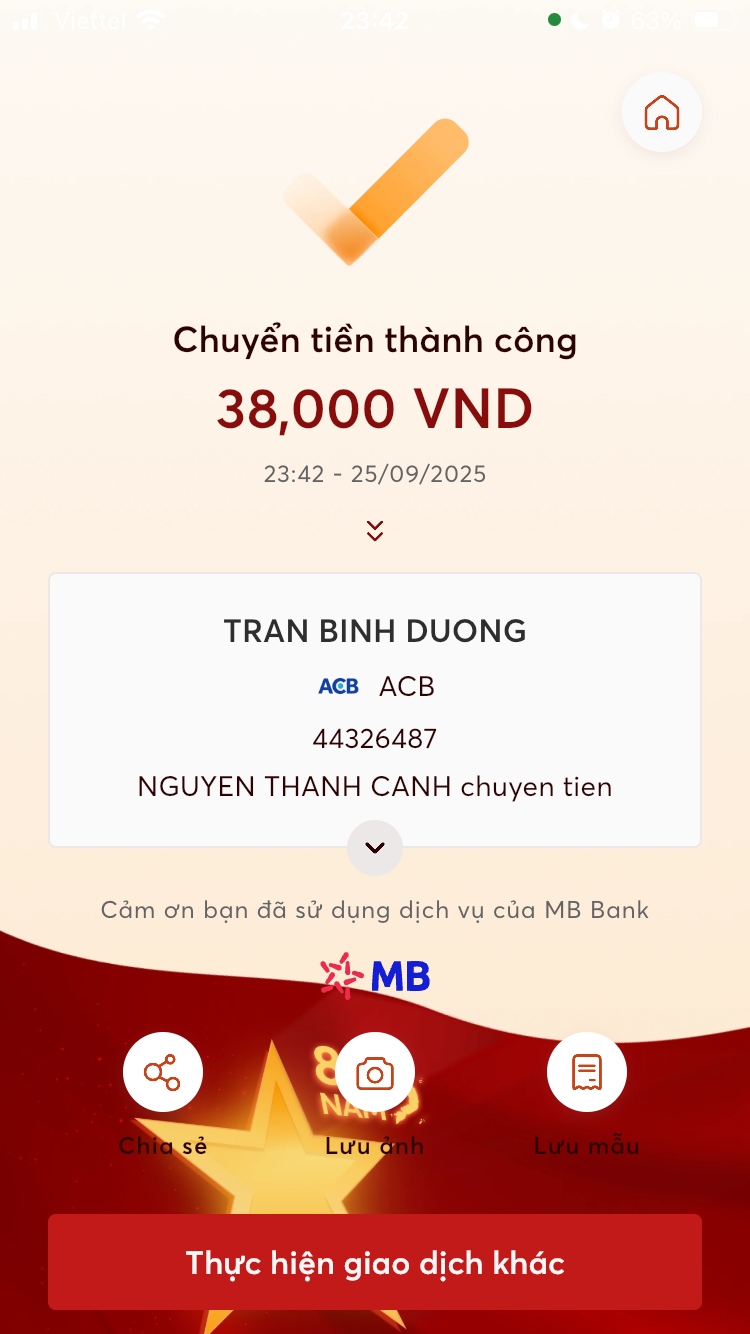 Viettel 23:42 63%
Chuyển tiền thành công
38,000 VND
23:42 - 25/09/2025
TRAN BINH DUONG
ACB ACB
44326487
NGUYEN THANH CANH chuyen tien
Cảm ơn bạn đã sử dụng dịch vụ của MB Bank
MB
8
NĂM
Chia sẻ Lưu ảnh Lưu mẫu
Thực hiện giao dịch khác